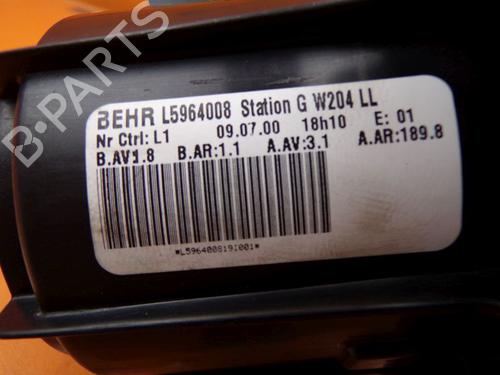 BEHR L5964008 Station G W204 LL
Nr Ctrl: L1 09.07.00 18h10 E: 01
B.AV:1.8 B.AR:1.1 A.AV:3.1 A.AR:189.8
*L5964008191001*
B-PARTS